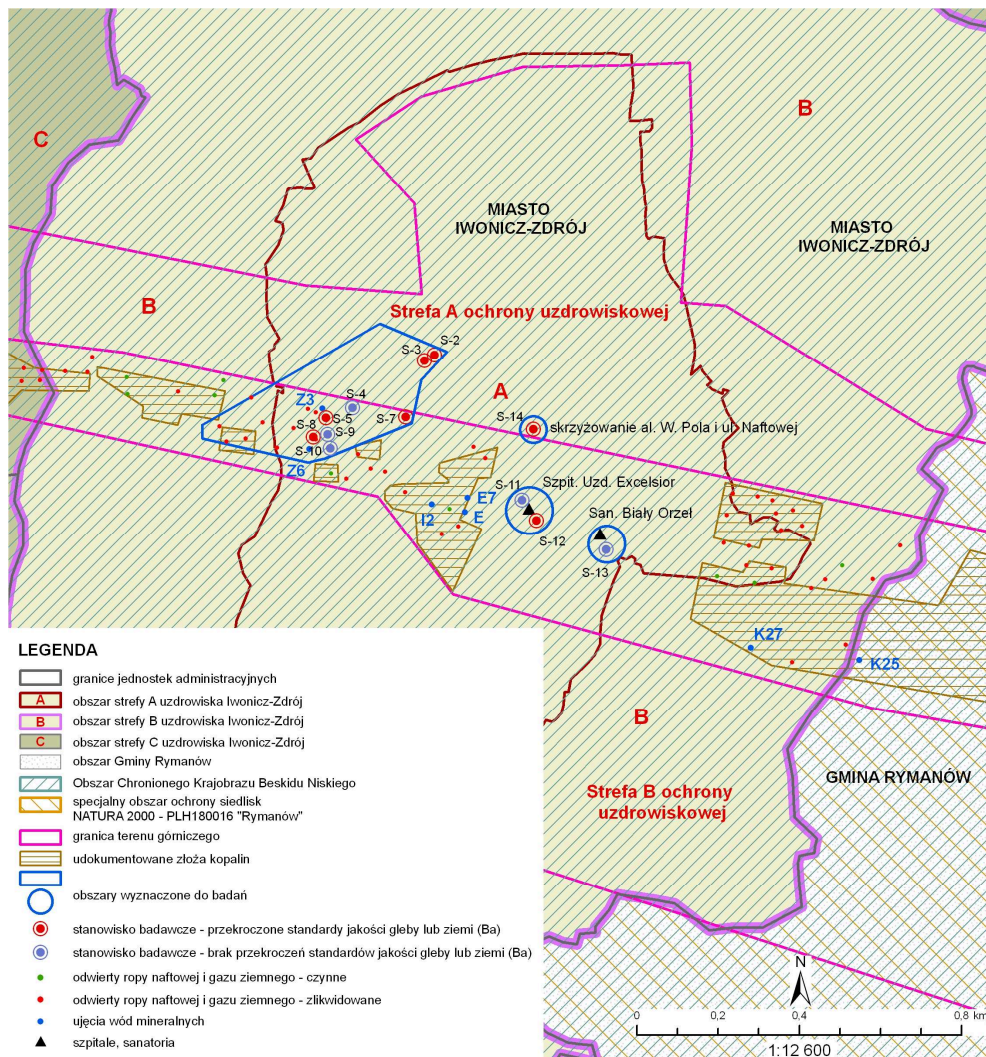 B
C
MIASTO
IWONICZ-ZDRÓJ
MIASTO
IWONICZ-ZDRÓJ
B
Strefa A ochrony uzdrowiskowej
S-2
S-3
A
S-4
Z3
S-5
S-7
S-14
skrzyżowanie al. W. Pola i ul. Naftowej
S-8
S-9
S-10
Z6
S-11
Szpit. Uzd. Excelsior
E7
I2
E
San. Biały Orzeł
S-12
S-13
K27
K25
B
GMINA RYMANÓW
Strefa B ochrony
uzdrowiskowej
LEGENDA
granice jednostek administracyjnych
A obszar strefy A uzdrowiska Iwonicz-Zdrój
B obszar strefy B uzdrowiska Iwonicz-Zdrój
C obszar strefy C uzdrowiska Iwonicz-Zdrój
obszar Gminy Rymanów
Obszar Chronionego Krajobrazu Beskidu Niskiego
specjalny obszar ochrony siedlisk
NATURA 2000 - PLH180016 "Rymanów"
granica terenu górniczego
udokumentowane złoża kopalin
obszary wyznaczone do badań
stanowisko badawcze - przekroczone standardy jakości gleby lub ziemi (Ba)
stanowisko badawcze - brak przekroczeń standardów jakości gleby lub ziemi (Ba)
odwierty ropy naftowej i gazu ziemnego - czynne
odwierty ropy naftowej i gazu ziemnego - zlikwidowane
ujęcia wód mineralnych
szpitale, sanatoria
N
0 0,4 0,8 km
1:12 600